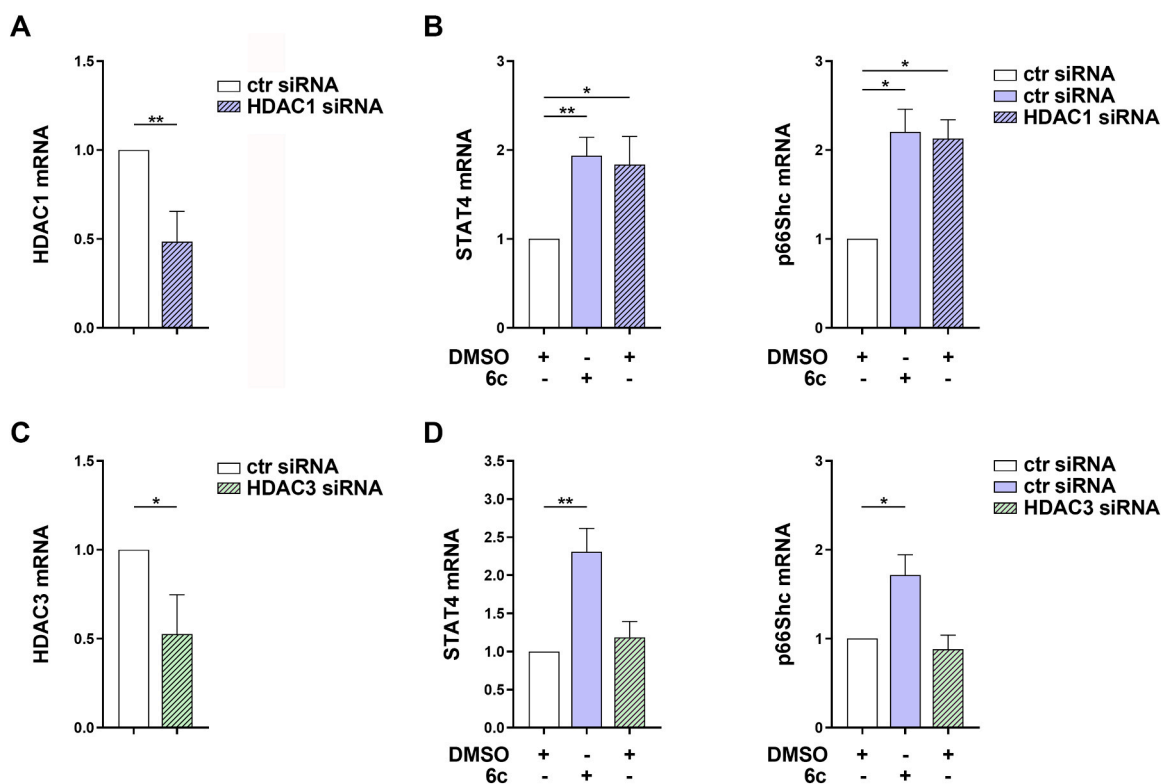 A
HDAC1 mRNA
1.5
1.0
0.5
0.0
**
ctr siRNA
HDAC1 siRNA
B
STAT4 mRNA
3
2
1
0
*
**
DMSO + - +
6c - + -
p66Shc mRNA
3
2
1
0
*
*
+ - +
- + -
ctr siRNA
ctr siRNA
HDAC1 siRNA
C
HDAC3 mRNA
1.5
1.0
0.5
0.0
*
ctr siRNA
HDAC3 siRNA
D
STAT4 mRNA
3.5
3.0
2.5
2.0
1.5
1.0
0.5
0.0
**
DMSO + - +
6c - + -
p66Shc mRNA
3
2
1
0
*
+ - +
- + -
ctr siRNA
ctr siRNA
HDAC3 siRNA